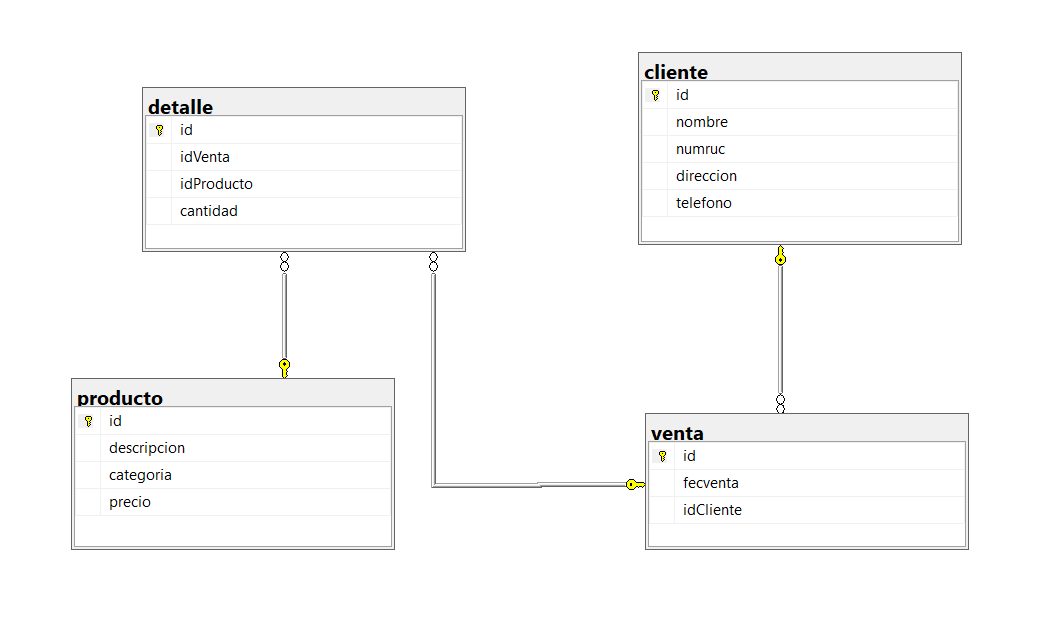 detalle
id
idVenta
idProducto
cantidad
cliente
id
nombre
numruc
direccion
telefono
producto
id
descripcion
categoria
precio
venta
id
fecventa
idCliente